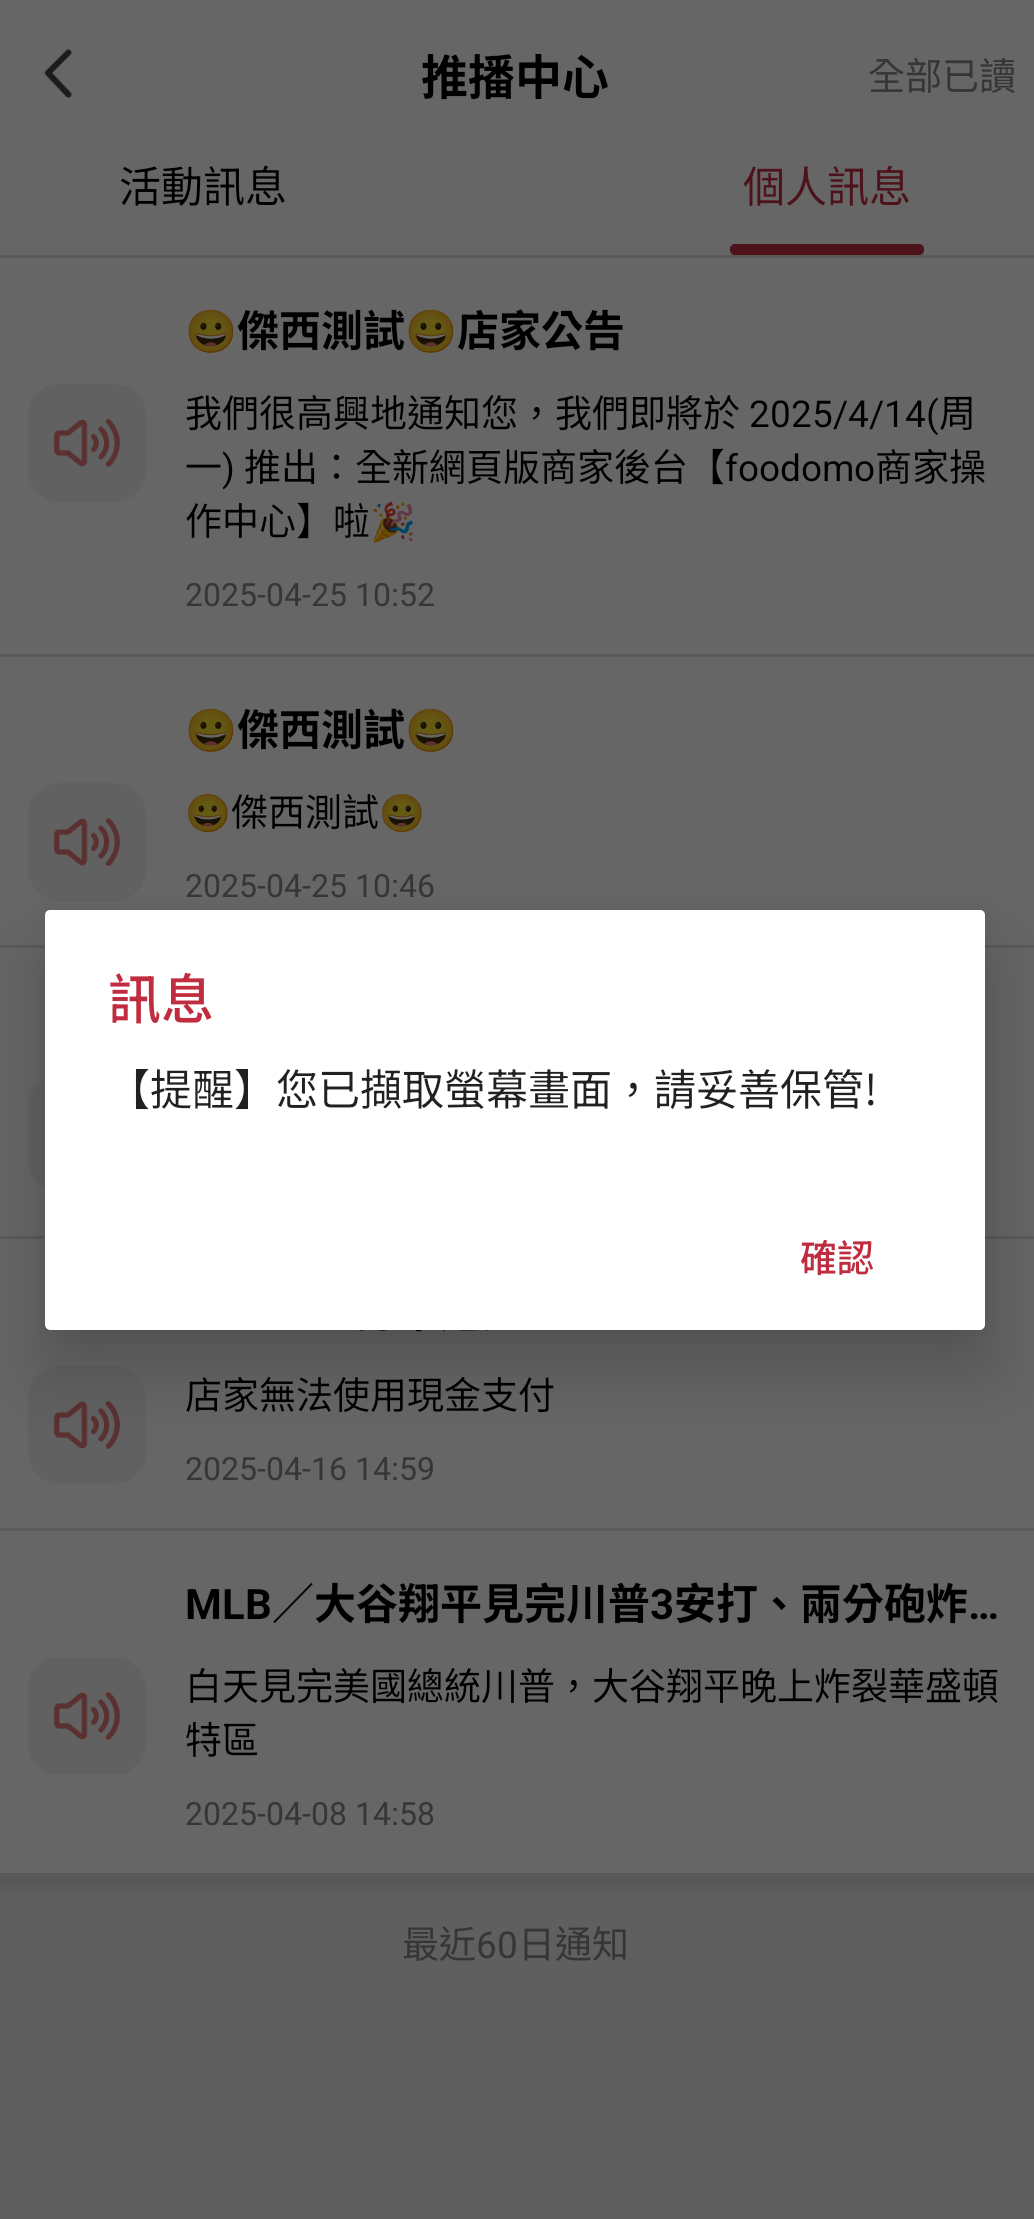 推播中心
全部已讀
活動訊息
個人訊息
😀傑西測試😀店家公告
我們很高興地通知您，我們即將於 2025/4/14(周
一) 推出：全新網頁版商家後台【foodomo商家操
作中心】啦🎉
2025-04-25 10:52
😀傑西測試😀
😀傑西測試😀
2025-04-25 10:46
訊息
【提醒】您已擷取螢幕畫面，請妥善保管!
確認
店家無法使用現金支付
2025-04-16 14:59
MLB／大谷翔平見完川普3安打、兩分砲炸...
白天見完美國總統川普，大谷翔平晚上炸裂華盛頓
特區
2025-04-08 14:58
最近60日通知